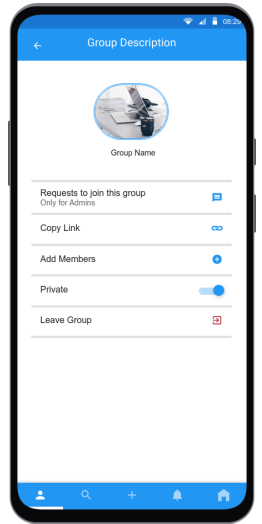 08:29
Group Description
Group Name
Requests to join this group
Only for Admins
Copy Link
Add Members
Private
Leave Group